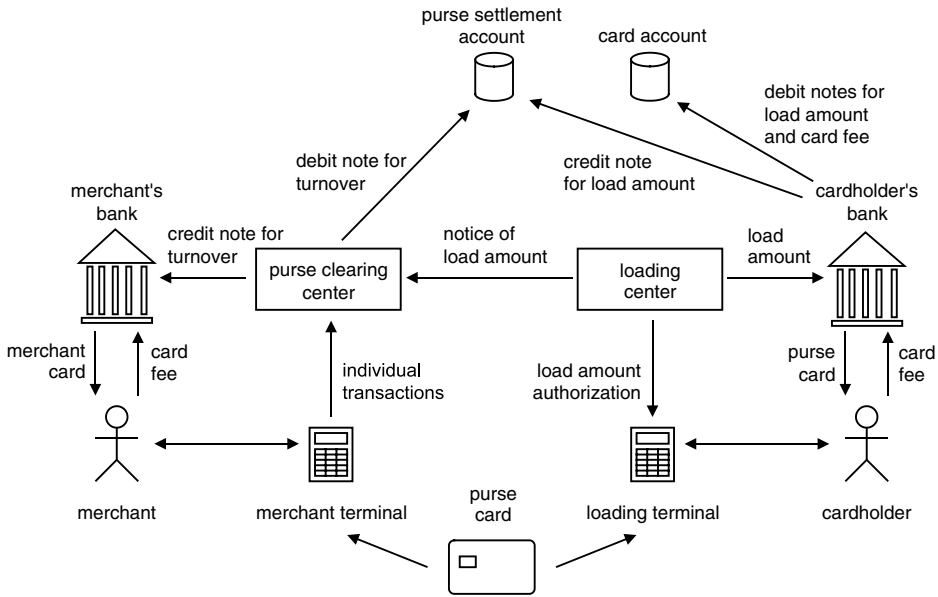 purse settlement
account
card account
debit notes for
load amount
and card fee
debit note for
turnover
credit note
for load amount
merchant's
bank
cardholder's
bank
credit note for
turnover
notice of
load amount
load
amount
purse clearing
center
loading
center
merchant
card
card
fee
individual
transactions
load amount
authorization
purse
card
card
fee
merchant
merchant terminal
purse
card
loading terminal
cardholder